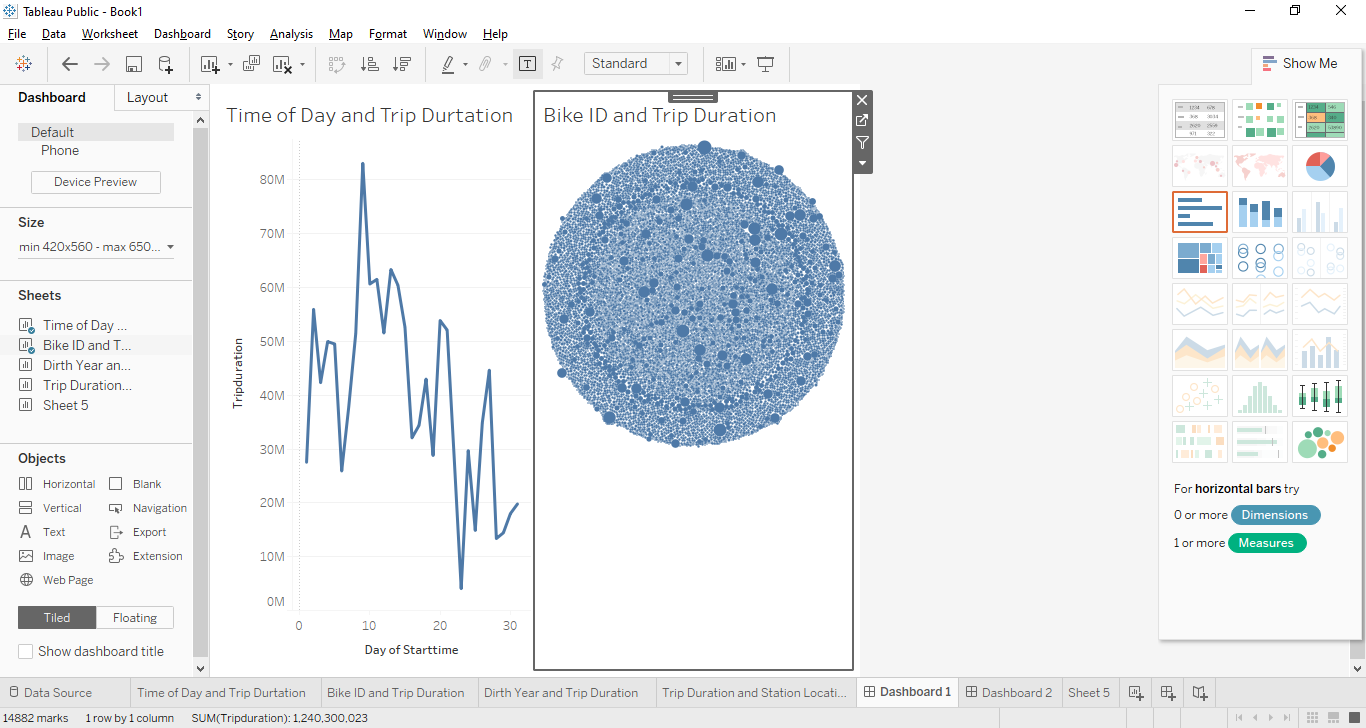 Tableau Public - Book1
File Data Worksheet Dashboard Story Analysis Map Format Window Help
Standard
Show Me
Dashboard Layout
Default
Phone
Device Preview
Size
min 420x560 - max 650...
Sheets
Time of Day ...
Bike ID and T...
Dirth Year an...
Trip Duration...
Sheet 5
Objects
Horizontal Blank
Vertical Navigation
Text Export
Image Extension
Web Page
Tiled Floating
Show dashboard title
Time of Day and Trip Durtation
Tripduration
80M
70M
60M
50M
40M
30M
20M
10M
0M
0 10 20 30
Day of Starttime
Bike ID and Trip Duration
For horizontal bars try
0 or more Dimensions
1 or more Measures
Data Source Time of Day and Trip Durtation Bike ID and Trip Duration Dirth Year and Trip Duration Trip Duration and Station Locati... Dashboard 1 Dashboard 2 Sheet 5
14882 marks 1 row by 1 column SUM(Tripduration): 1,240,300,023